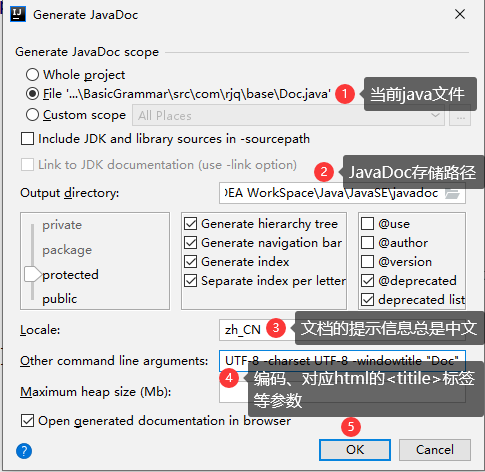 Generate JavaDoc
Generate JavaDoc scope
Whole project
File '...\BasicGrammar\src\com\rjq\base\Doc.java'
1 当前java文件
Custom scope All Places ...
Include JDK and library sources in -sourcepath
Link to JDK documentation (use -link option)
2 JavaDoc存储路径
Output directory: DEA WorkSpace\Java\JavaSE\javadoc
private
package
protected
public
Generate hierarchy tree
Generate navigation bar
Generate index
Separate index per letter
@use
@author
@version
@deprecated
deprecated list
Locale: zh_CN
3 文档的提示信息总是中文
Other command line arguments: UTF-8 -charset UTF-8 -windowtitle "Doc"
4 编码、对应html的<titile>标签
等参数
Maximum heap size (Mb):
Open generated documentation in browser
5
? OK Cancel